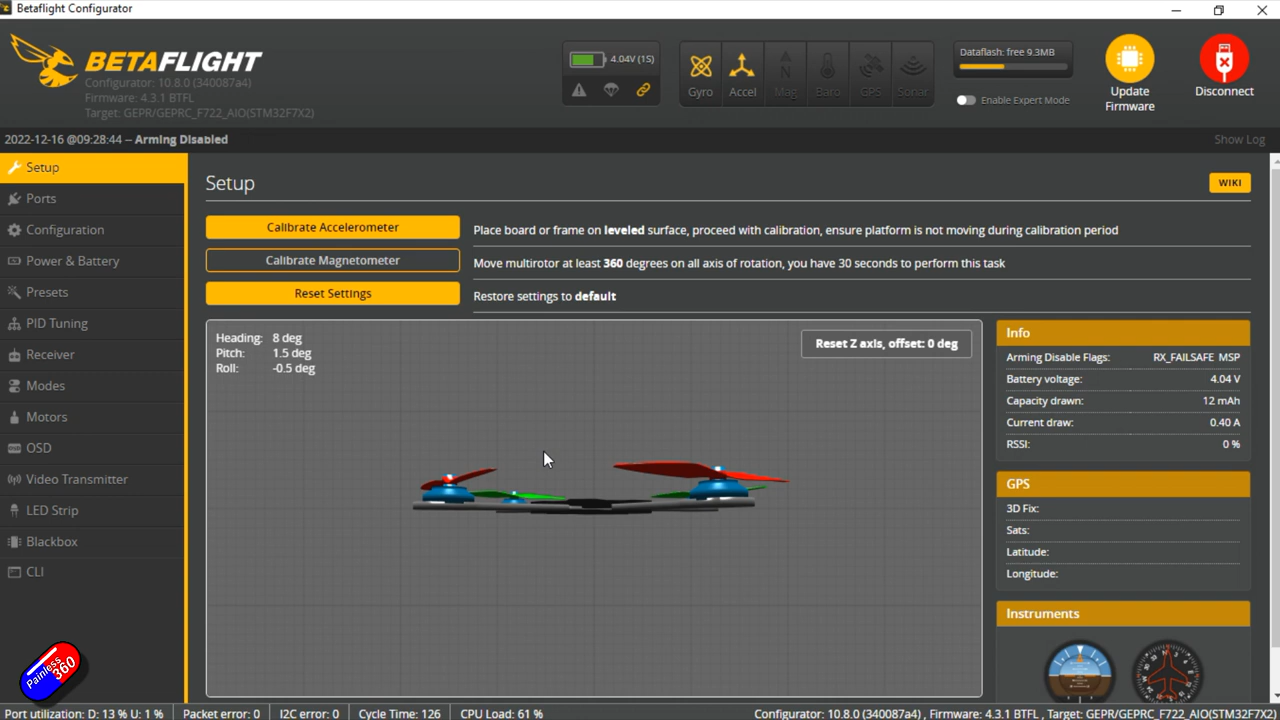 Betaflight Configurator
BETAFLIGHT
Configurator: 10.8.0 (340087a4)
Firmware: 4.3.1 BTFL
Target: GEPR/GEPRC_F722_AIO(STM32F7X2)
4.04V (1S)
Gyro
Accel
Mag
Baro
GPS
Sonar
Dataflash: free 9.3MB
Enable Expert Mode
Update
Firmware
Disconnect
2022-12-16 @09:28:44 -- Arming Disabled
Show Log
Setup
Ports
Configuration
Power & Battery
Presets
PID Tuning
Receiver
Modes
Motors
OSD
Video Transmitter
LED Strip
Blackbox
CLI
Painless
360
Setup
WIKI
Calibrate Accelerometer
Place board or frame on leveled surface, proceed with calibration, ensure platform is not moving during calibration period
Calibrate Magnetometer
Move multirotor at least 360 degrees on all axis of rotation, you have 30 seconds to perform this task
Reset Settings
Restore settings to default
Heading: 8 deg
Pitch: 1.5 deg
Roll: -0.5 deg
Reset Z axis, offset: 0 deg
Info
Arming Disable Flags: RX_FAILSAFE MSP
Battery voltage: 4.04 V
Capacity drawn: 12 mAh
Current draw: 0.40 A
RSSI: 0 %
GPS
3D Fix:
Sats:
Latitude:
Longitude:
Instruments
Port utilization: D: 13 % U: 1 %
Packet error: 0
I2C error: 0
Cycle Time: 126
CPU Load: 61 %
Configurator: 10.8.0 (340087a4) , Firmware: 4.3.1 BTFL , Target: GEPR/GEPRC_F722_AIO(STM32F7X2)